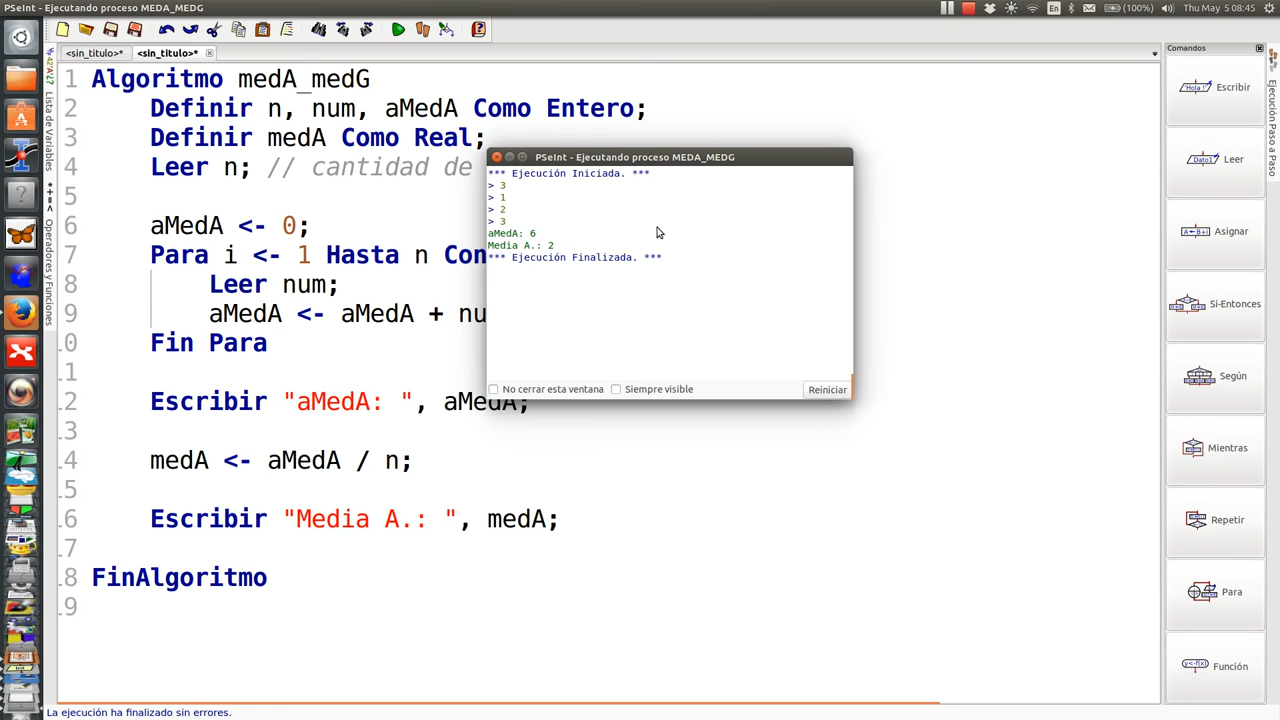 PSeInt - Ejecutando proceso MEDA_MEDG
En
(100%)
Thu May 5 08:45
<sin_titulo>*
<sin_titulo>*
Comandos
Lista de Variables
Operadores y Funciones
Ejecución Paso a Paso
1 Algoritmo medA_medG
2 Definir n, num, aMedA Como Entero;
3 Definir medA Como Real;
4 Leer n; // cantidad de
5
6 aMedA <- 0;
7 Para i <- 1 Hasta n Con
8 Leer num;
9 aMedA <- aMedA + nu
.0 Fin Para
.1
.2 Escribir "aMedA: ", aMedA;
.3
.4 medA <- aMedA / n;
.5
.6 Escribir "Media A.: ", medA;
.7
.8 FinAlgoritmo
.9
PSeInt - Ejecutando proceso MEDA_MEDG
*** Ejecución Iniciada. ***
> 3
> 1
> 2
> 3
aMedA: 6
Media A.: 2
*** Ejecución Finalizada. ***
No cerrar esta ventana
Siempre visible
Reiniciar
Escribir
Leer
Asignar
Si-Entonces
Según
Mientras
Repetir
Para
Función
La ejecución ha finalizado sin errores.